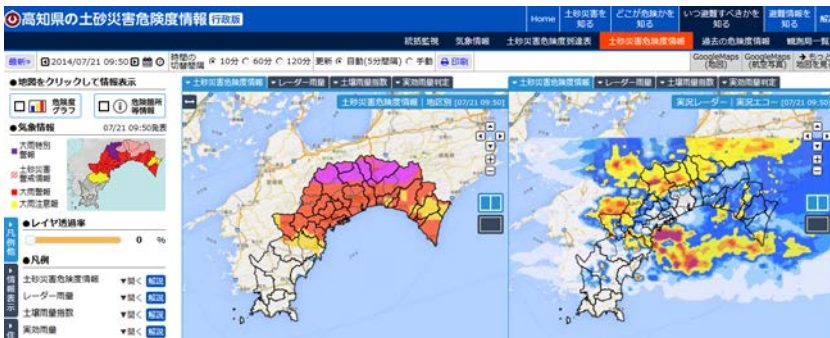 高知県の土砂災害危険度情報 行政版
Home
土砂災害を知る
どこが危険かを知る
いつ避難すべきかを知る
避難情報を知る
統括監視
気象情報
土砂災害危険度到達表
土砂災害危険度情報
過去の危険度情報
観測局一覧
最新»
2014/07/21 09:50
時間の切替間隔
10分
60分
120分
更新
自動(5分間隔)
手動
印刷
GoogleMaps (地図)
GoogleMaps (航空写真)
●地図をクリックして情報表示
危険度グラフ
危険箇所等情報
●気象情報
07/21 09:50発表
大雨特別警報
土砂災害警戒情報
大雨警報
大雨注意報
●レイヤ透過率
0 %
●凡例
土砂災害危険度情報 ▼開く 解説
レーダー雨量 ▼開く 解説
土壌雨量指数 ▼開く 解説
実効雨量 ▼開く 解説
凡例他
情報表示
土砂災害危険度情報
レーダー雨量
土壌雨量指数
実効雨量判定
土砂災害危険度情報 | 地区別 [07/21 09:50]
土砂災害危険度情報
レーダー雨量
土壌雨量指数
実効雨量判定
実況レーダー | 実況エコー [07/21 09:50]